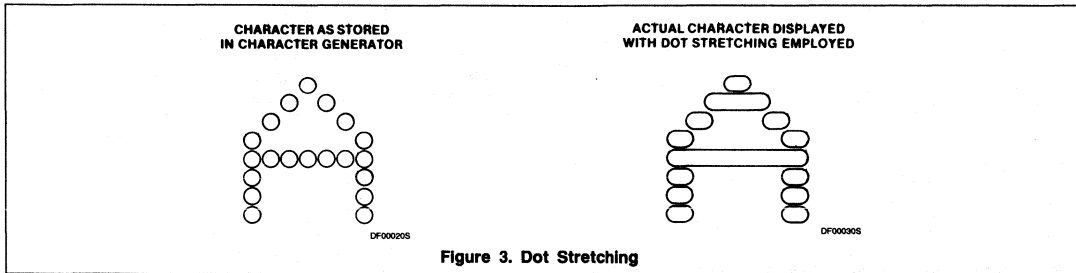 CHARACTER AS STORED
IN CHARACTER GENERATOR
ACTUAL CHARACTER DISPLAYED
WITH DOT STRETCHING EMPLOYED
DF00020S
DF00030S
Figure 3. Dot Stretching